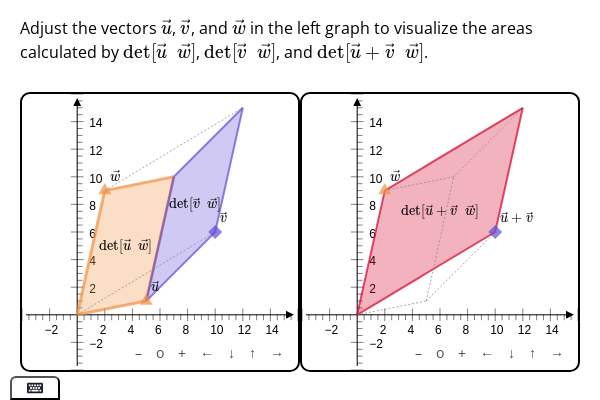 Adjust the vectors u⃗, v⃗, and w⃗ in the left graph to visualize the areas
calculated by det[u⃗ w⃗], det[v⃗ w⃗], and det[u⃗ + v⃗ w⃗].
14
12
10 w⃗
8 det[v⃗ w⃗]
v⃗
6
det[u⃗ w⃗]
4
2 u⃗
−2 2 4 6 8 10 12 14
−2
− o + ← ↓ ↑ →
14
12
10 w⃗
8 det[u⃗ + v⃗ w⃗]
u⃗ + v⃗
6
4
2
−2 2 4 6 8 10 12 14
−2
− o + ← ↓ ↑ →